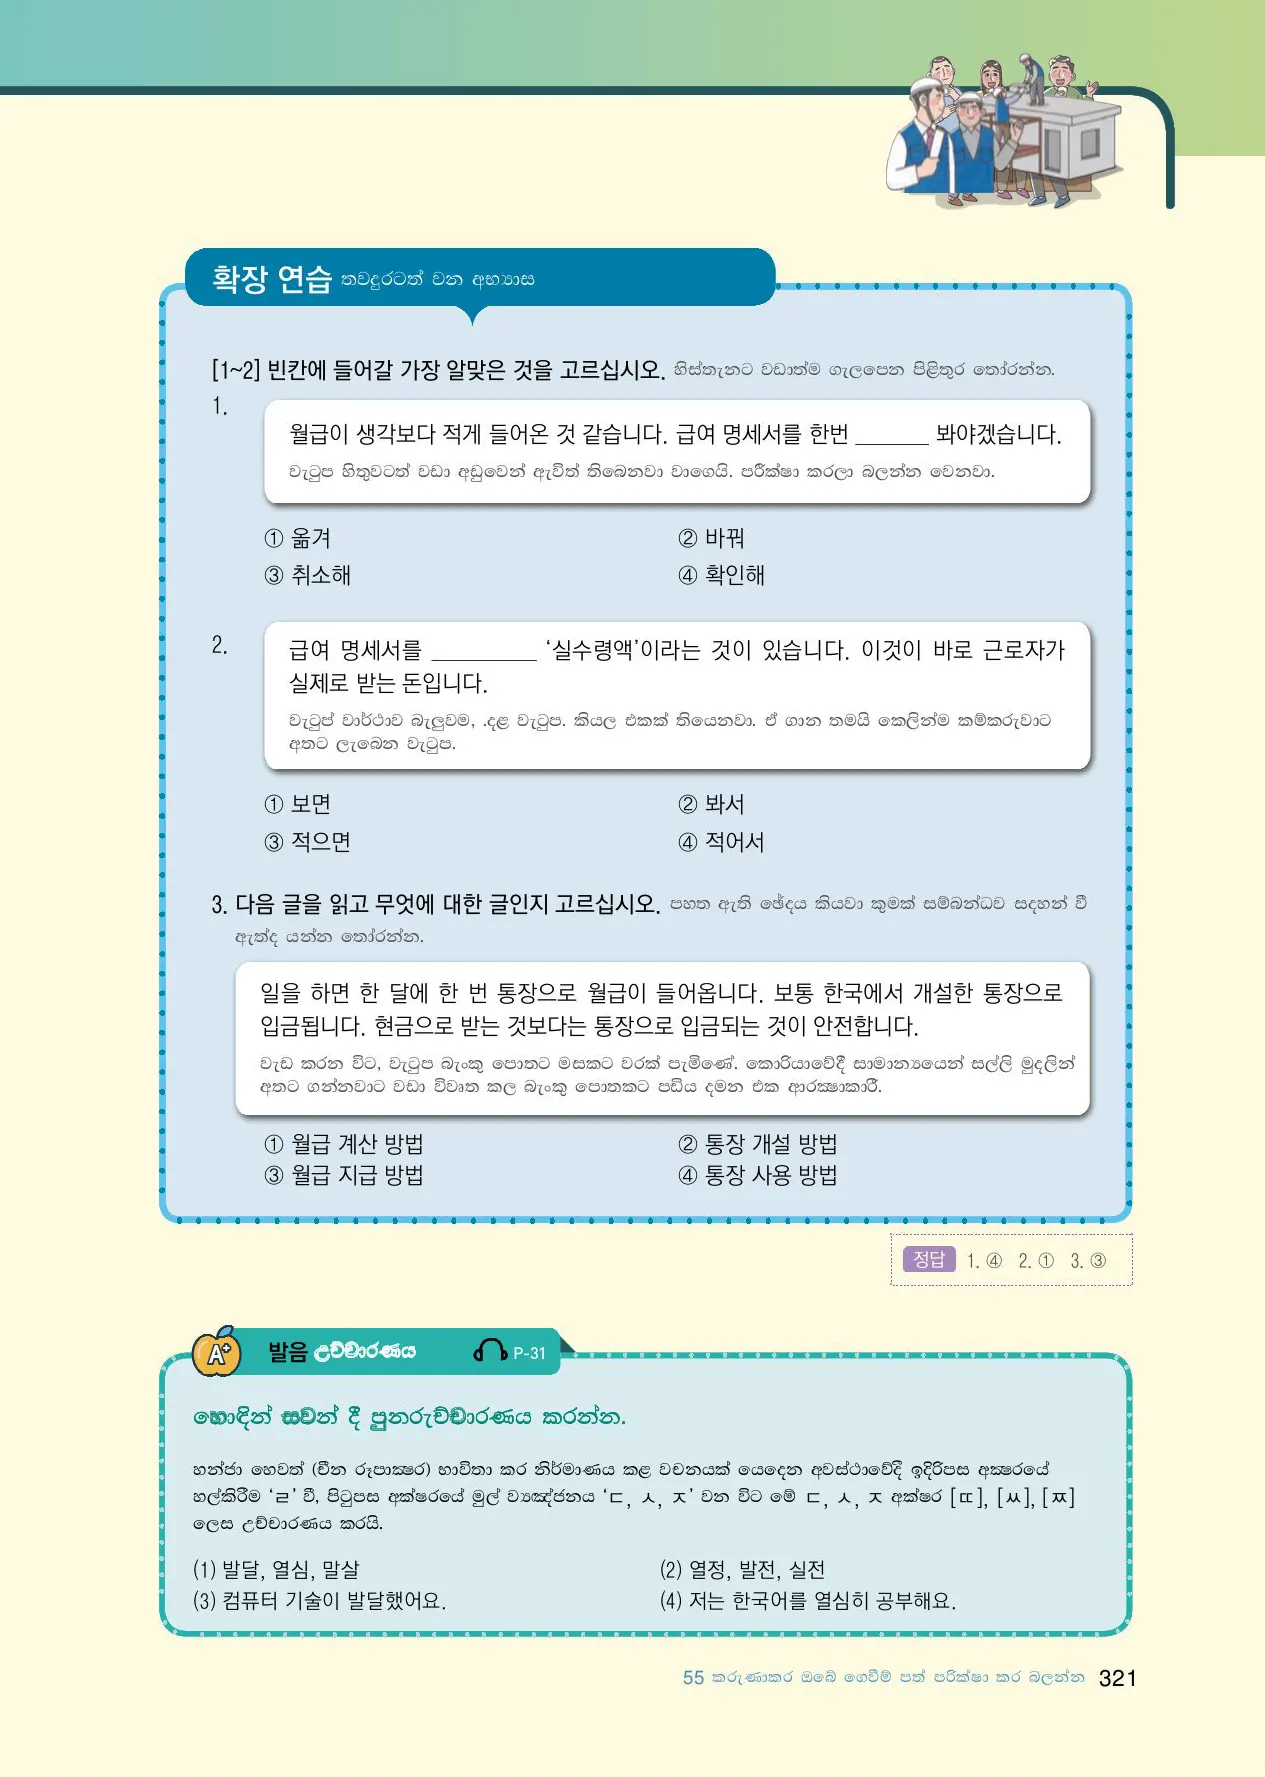 확장 연습 තවදුරටත් වන අභ්‍යාස
[1~2] 빈칸에 들어갈 가장 알맞은 것을 고르십시오. හිස්තැනට වඩාත්ම ගැලපෙන පිළිතුර තෝරන්න.
1.
월급이 생각보다 적게 들어온 것 같습니다. 급여 명세서를 한번 _______ 봐야겠습니다.
වැටුප හිතුවටත් වඩා අඩුවෙන් ඇවිත් තිබෙනවා වාගෙයි. පරීක්ෂා කරලා බලන්න වෙනවා.
① 옮겨 ② 바꿔
③ 취소해 ④ 확인해
2.
급여 명세서를 __________ ‘실수령액’이라는 것이 있습니다. 이것이 바로 근로자가
실제로 받는 돈입니다.
වැටුප් වාර්ථාව බැලුවම, .දළ වැටුප. කියල එකක් තියෙනවා. ඒ ගාන තමයි කෙලින්ම කම්කරුවාට
අතට ලැබෙන වැටුප.
① 보면 ② 봐서
③ 적으면 ④ 적어서
3. 다음 글을 읽고 무엇에 대한 글인지 고르십시오. පහත ඇති ඡේදය කියවා කුමක් සම්බන්ධව සදහන් වී
ඇත්ද යන්න තෝරන්න.
일을 하면 한 달에 한 번 통장으로 월급이 들어옵니다. 보통 한국에서 개설한 통장으로
입금됩니다. 현금으로 받는 것보다는 통장으로 입금되는 것이 안전합니다.
වැඩ කරන විට, වැටුප බැංකු පොතට මසකට වරක් පැමිණේ. කොරියාවේදී සාමාන්‍යයෙන් සල්ලි මුදලින්
අතට ගන්නවාට වඩා විවෘත කල බැංකු පොතකට පඩිය දමන එක ආරක්‍ෂාකාරී.
① 월급 계산 방법 ② 통장 개설 방법
③ 월급 지급 방법 ④ 통장 사용 방법
정답 1. ④ 2. ① 3. ③
A+ 발음 උච්චාරණය P-31
හොඳින් සවන් දී පුනරුච්චාරණය කරන්න.
හන්ජා හෙවත් (චීන රූපාක්‍ෂර) භාවිතා කර නිර්මාණය කළ වචනයක් යෙදෙන අවස්ථාවේදී ඉදිරිපස අක්‍ෂරයේ
හල්කිරීම ‘ㄹ’ වී, පිටුපස අක්ෂරයේ මුල් ව්‍යඤ්ජනය ‘ㄷ, ㅅ, ㅈ’ වන විට මේ ㄷ, ㅅ, ㅈ අක්ෂර [ㄸ], [ㅆ], [ㅉ]
ලෙස උච්චාරණය කරයි.
(1) 발달, 열심, 말살 (2) 열정, 발전, 실전
(3) 컴퓨터 기술이 발달했어요. (4) 저는 한국어를 열심히 공부해요.
55 කරුණාකර ඔබේ ගෙවීම් පත් පරික්ෂා කර බලන්න 321